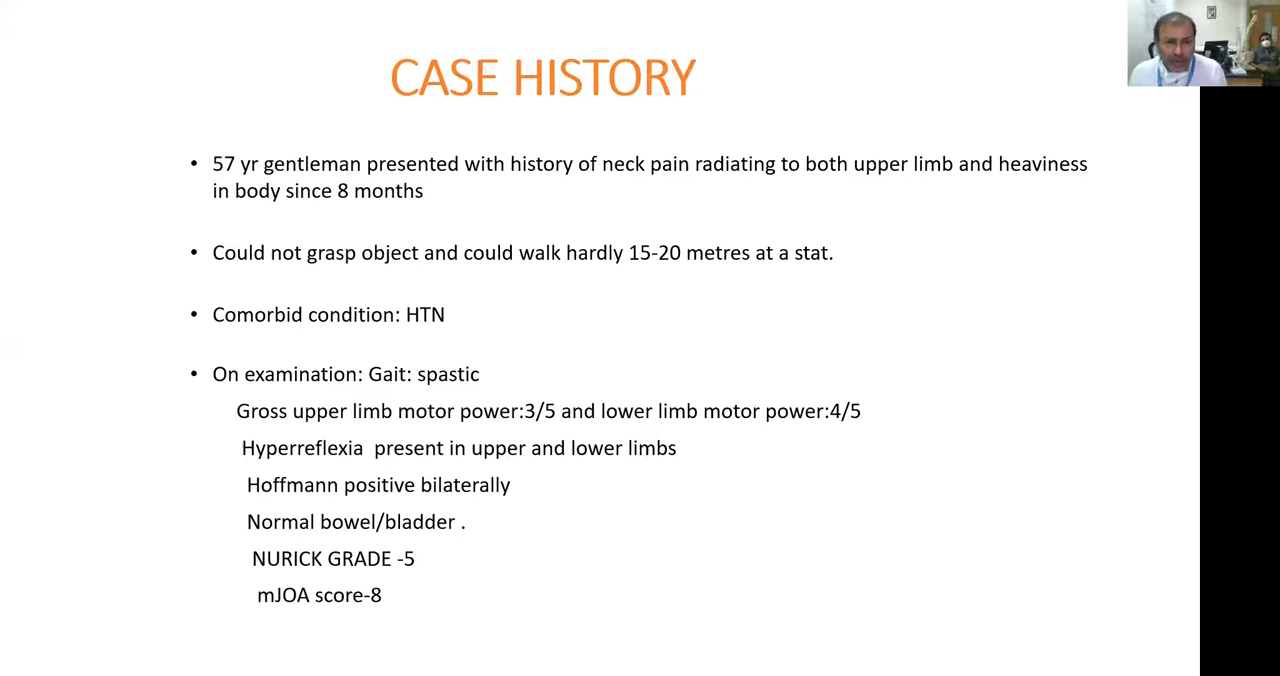 CASE HISTORY
• 57 yr gentleman presented with history of neck pain radiating to both upper limb and heaviness
in body since 8 months
• Could not grasp object and could walk hardly 15-20 metres at a stat.
• Comorbid condition: HTN
• On examination: Gait: spastic
Gross upper limb motor power:3/5 and lower limb motor power:4/5
Hyperreflexia  present in upper and lower limbs
Hoffmann positive bilaterally
Normal bowel/bladder .
NURICK GRADE -5
mJOA score-8